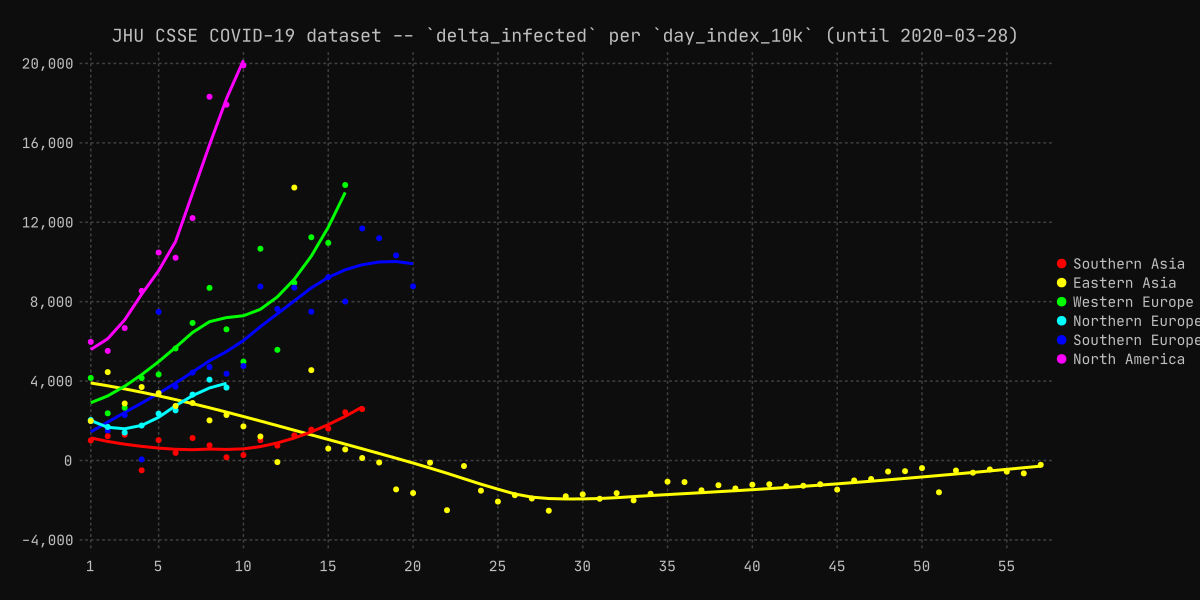 JHU CSSE COVID-19 dataset -- `delta_infected` per `day_index_10k` (until 2020-03-28)
20,000
16,000
12,000
8,000
4,000
0
-4,000
1 5 10 15 20 25 30 35 40 45 50 55
Southern Asia
Eastern Asia
Western Europe
Northern Europe
Southern Europe
North America